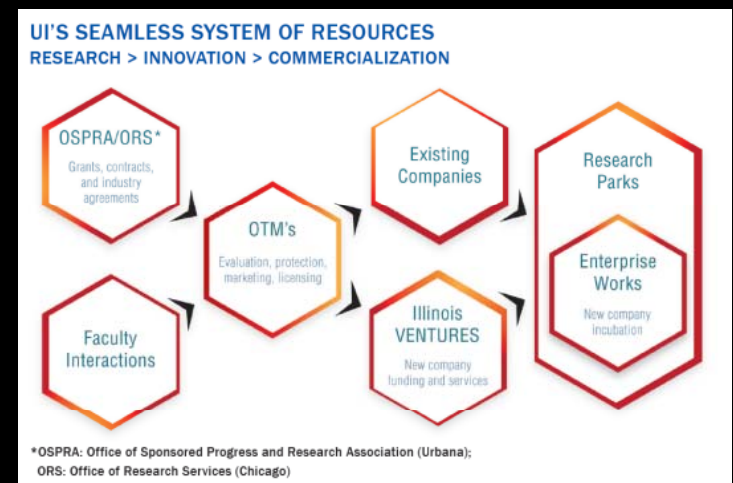 UI'S SEAMLESS SYSTEM OF RESOURCES
RESEARCH > INNOVATION > COMMERCIALIZATION
OSPRA/ORS*
Grants, contracts,
and industry
agreements
Faculty
Interactions
OTM's
Evaluation, protection,
marketing, licensing
Existing
Companies
Illinois
VENTURES
New company
funding and services
Research
Parks
Enterprise
Works
New company
incubation
*OSPRA: Office of Sponsored Progress and Research Association (Urbana);
ORS: Office of Research Services (Chicago)